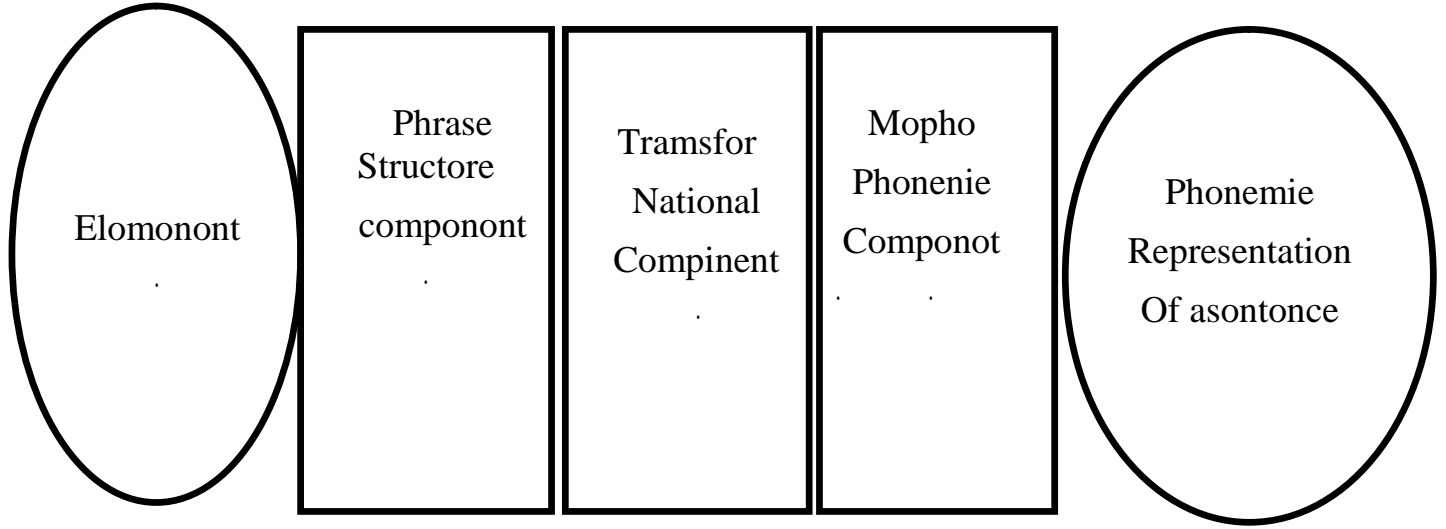 Elomonont
.
Phrase
Structore
componont
.
Tramsfor
National
Compinent
.
Mopho
Phonenie
Componot
. .
Phonemie
Representation
Of asontonce